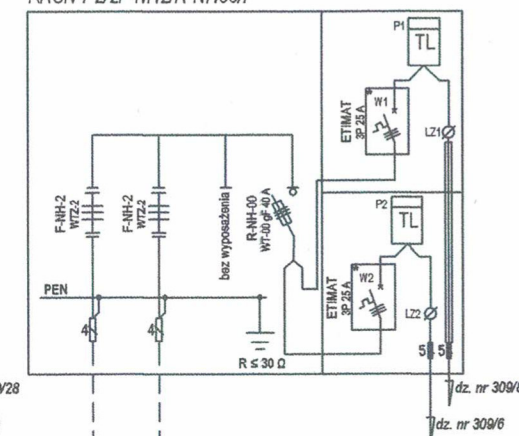 P1
TL
ETIMAT
3P 25 A
W1
LZ1
F-NH-2
WTZ-2
F-NH-2
WTZ-2
bez wyposażenia
R-NH-00
WT-00 gF 40 A
P2
TL
ETIMAT
3P 25 A
W2
LZ2
PEN
4
4
R ≤ 30 Ω
5
5
/28
dz. nr 309/6